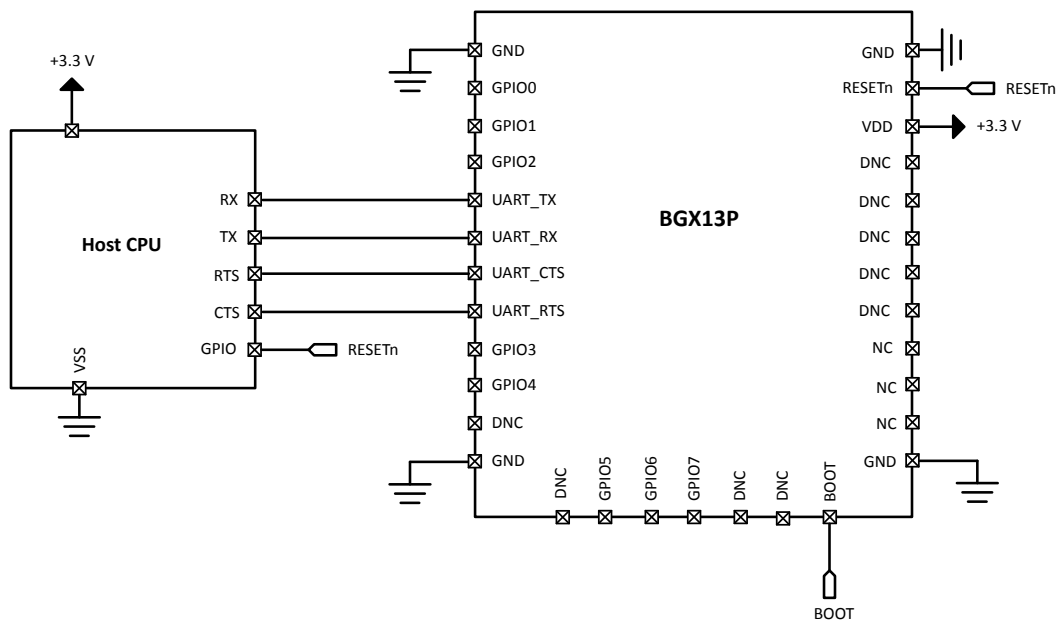 +3.3 V
Host CPU
RX
TX
RTS
CTS
GPIO
VSS
RESETn
BGX13P
GND
GPIO0
GPIO1
GPIO2
UART_TX
UART_RX
UART_CTS
UART_RTS
GPIO3
GPIO4
DNC
GND
DNC
GPIO5
GPIO6
GPIO7
DNC
DNC
BOOT
BOOT
GND
RESETn
RESETn
VDD
+3.3 V
DNC
DNC
DNC
DNC
DNC
NC
NC
NC
GND